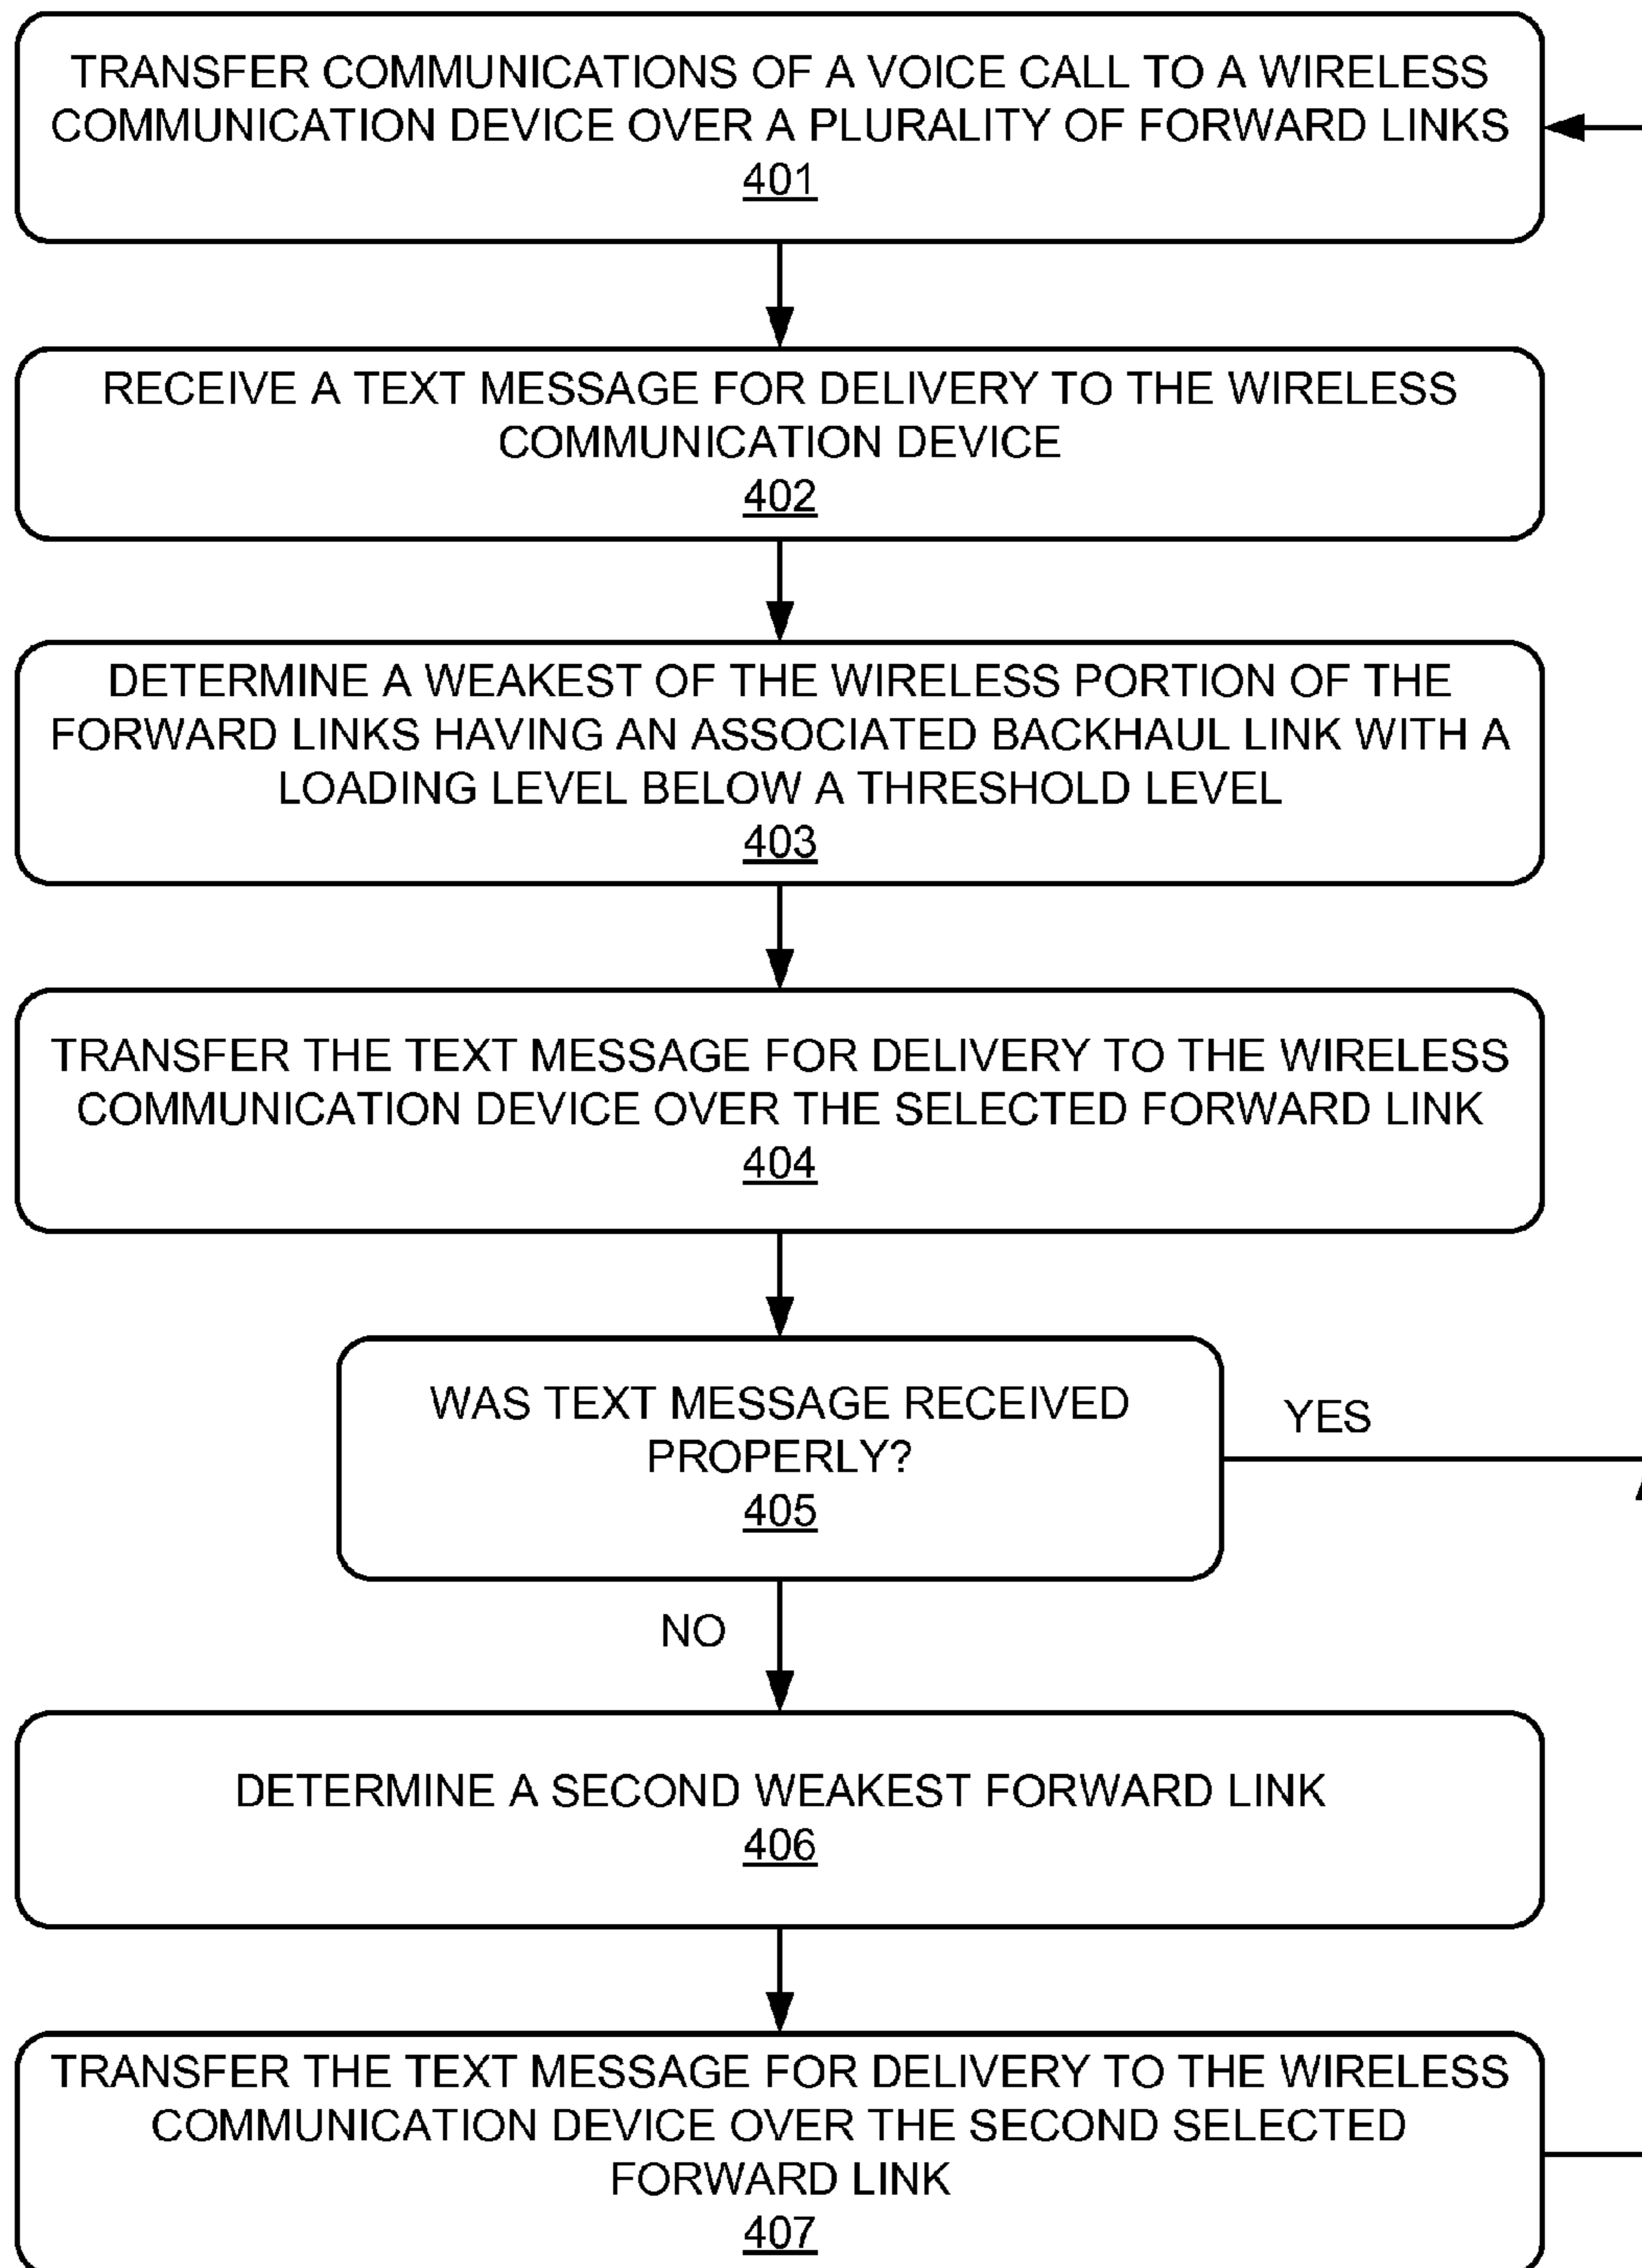 TRANSFER COMMUNICATIONS OF A VOICE CALL TO A WIRELESS
COMMUNICATION DEVICE OVER A PLURALITY OF FORWARD LINKS
401
RECEIVE A TEXT MESSAGE FOR DELIVERY TO THE WIRELESS
COMMUNICATION DEVICE
402
DETERMINE A WEAKEST OF THE WIRELESS PORTION OF THE
FORWARD LINKS HAVING AN ASSOCIATED BACKHAUL LINK WITH A
LOADING LEVEL BELOW A THRESHOLD LEVEL
403
TRANSFER THE TEXT MESSAGE FOR DELIVERY TO THE WIRELESS
COMMUNICATION DEVICE OVER THE SELECTED FORWARD LINK
404
WAS TEXT MESSAGE RECEIVED
PROPERLY?
405
YES
NO
DETERMINE A SECOND WEAKEST FORWARD LINK
406
TRANSFER THE TEXT MESSAGE FOR DELIVERY TO THE WIRELESS
COMMUNICATION DEVICE OVER THE SECOND SELECTED
FORWARD LINK
407